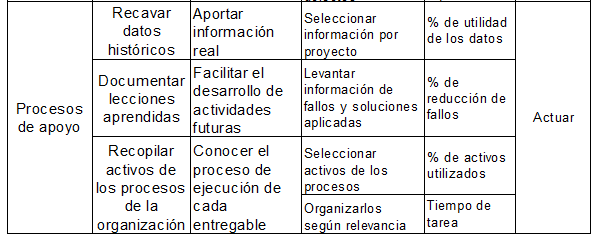 Procesos
de apoyo
Recavar
datos
históricos
Aportar
información
real
Seleccionar
información por
proyecto
% de utilidad
de los datos
Documentar
lecciones
aprendidas
Facilitar el
desarrollo de
actividades
futuras
Levantar
información de
fallos y soluciones
aplicadas
% de
reducción de
fallos
Recopilar
activos de
los procesos
de la
organización
Conocer el
proceso de
ejecución de
cada
entregable
Seleccionar
activos de los
procesos
% de activos
utilizados
Organizarlos
según relevancia
Tiempo de
tarea
Actuar